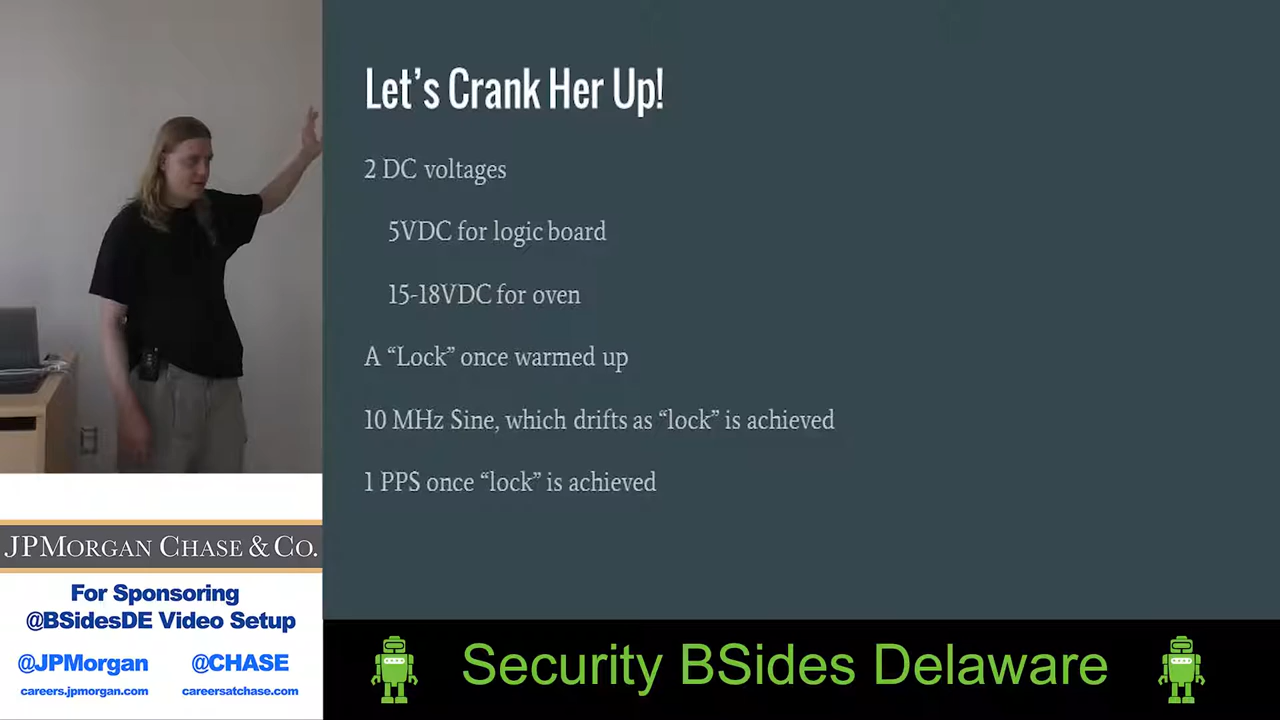 Let's Crank Her Up!
2 DC voltages
5VDC for logic board
15-18VDC for oven
A “Lock” once warmed up
10 MHz Sine, which drifts as “lock” is achieved
1 PPS once “lock” is achieved
JPMORGAN CHASE & CO.
For Sponsoring
@BSidesDE Video Setup
@JPMorgan @CHASE
careers.jpmorgan.com careersatchase.com
Security BSides Delaware